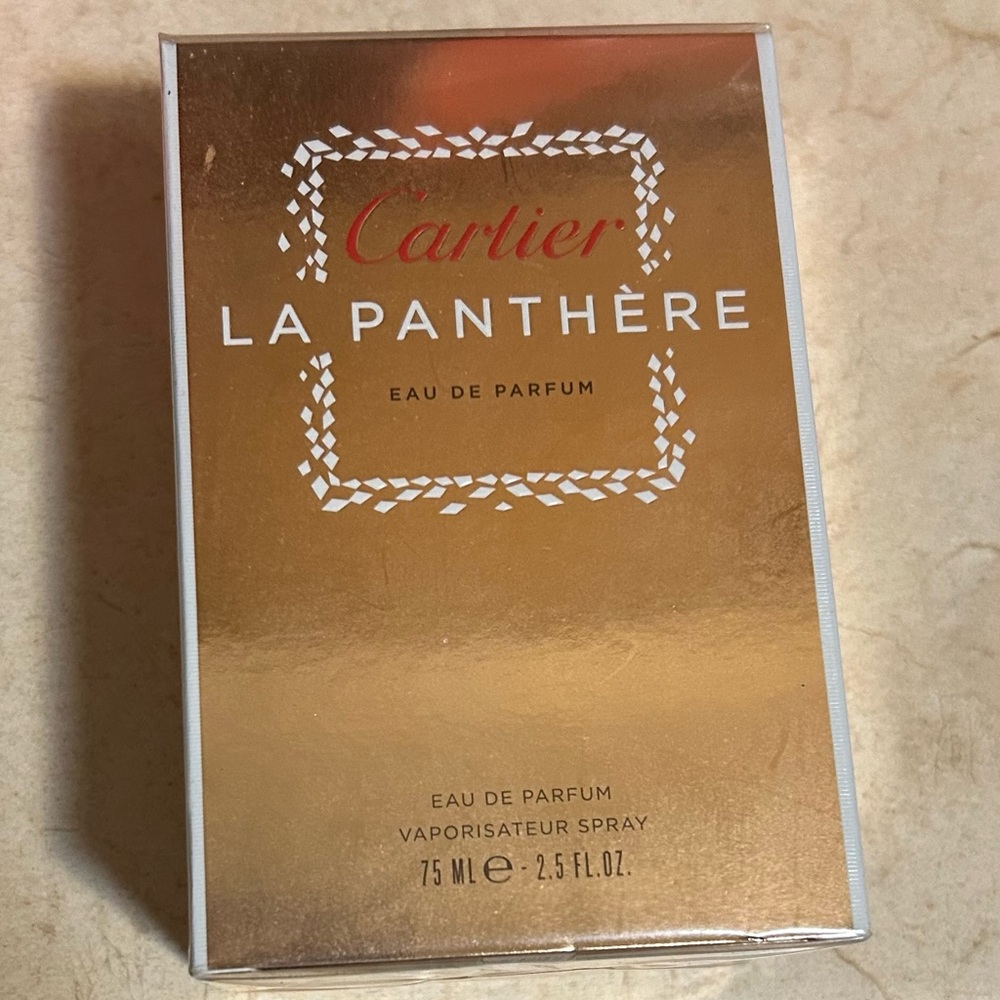 Cartier
LA PANTHÈRE
EAU DE PARFUM
EAU DE PARFUM
VAPORISATEUR SPRAY
75 ML ℮ - 2.5 FL.OZ.